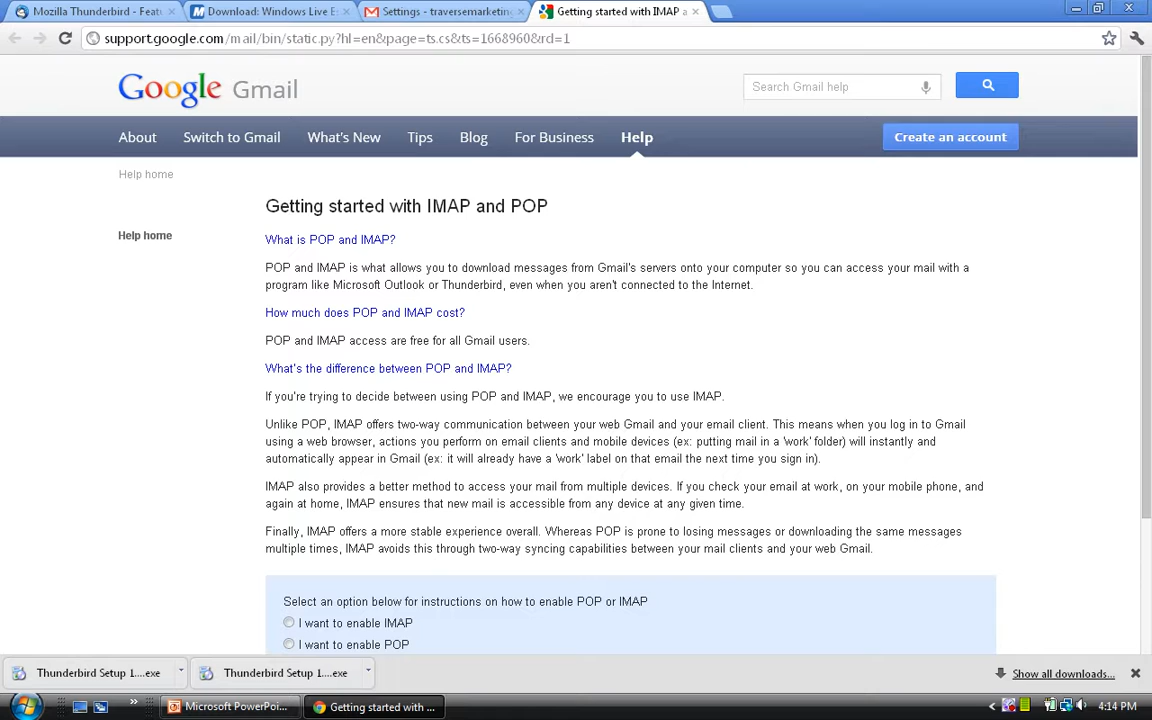 Mozilla Thunderbird - Featu
Download: Windows Live Es
Settings - traversemarketing
Getting started with IMAP a
support.google.com/mail/bin/static.py?hl=en&page=ts.cs&ts=1668960&rd=1
Google Gmail
Search Gmail help
About Switch to Gmail What's New Tips Blog For Business Help Create an account
Help home
Help home
Getting started with IMAP and POP
What is POP and IMAP?
POP and IMAP is what allows you to download messages from Gmail's servers onto your computer so you can access your mail with a
program like Microsoft Outlook or Thunderbird, even when you aren't connected to the Internet.
How much does POP and IMAP cost?
POP and IMAP access are free for all Gmail users.
What's the difference between POP and IMAP?
If you're trying to decide between using POP and IMAP, we encourage you to use IMAP.
Unlike POP, IMAP offers two-way communication between your web Gmail and your email client. This means when you log in to Gmail
using a web browser, actions you perform on email clients and mobile devices (ex: putting mail in a 'work' folder) will instantly and
automatically appear in Gmail (ex: it will already have a 'work' label on that email the next time you sign in).
IMAP also provides a better method to access your mail from multiple devices. If you check your email at work, on your mobile phone, and
again at home, IMAP ensures that new mail is accessible from any device at any given time.
Finally, IMAP offers a more stable experience overall. Whereas POP is prone to losing messages or downloading the same messages
multiple times, IMAP avoids this through two-way syncing capabilities between your mail clients and your web Gmail.
Select an option below for instructions on how to enable POP or IMAP
I want to enable IMAP
I want to enable POP
Thunderbird Setup 1....exe
Thunderbird Setup 1....exe
Show all downloads...
Microsoft PowerPoi...
Getting started with ...
4:14 PM